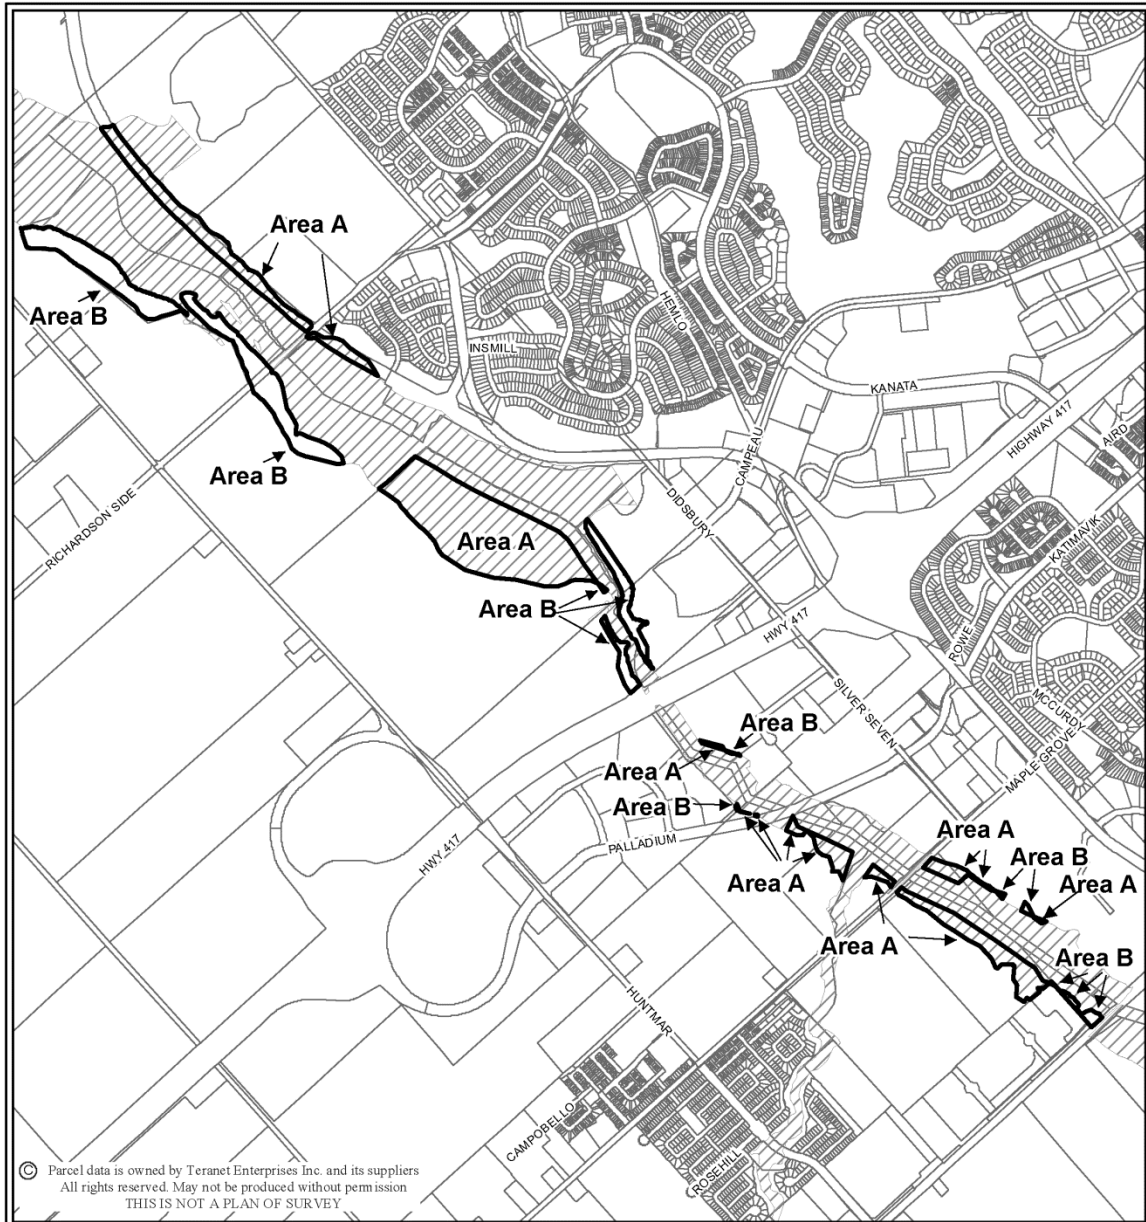 Area A
Area B
HEMLO
INSMILL
KANATA
HIGHWAY 417
AIRD
CAMPEAU
Area B
RICHARDSON SIDE
DIDSBURY
KATIMAVIK
Area A
Area B
HWY 417
ROWE
SILVER SEVEN
MCCURDY
MAPLE GROVE
Area B
Area A
Area B
PALLADIUM
HWY 417
Area A
Area B
Area A
Area A
Area A
Area B
HUNTMAR
CAMPOBELLO
ROSEHILL
© Parcel data is owned by Teranet Enterprises Inc. and its suppliers
All rights reserved. May not be produced without permission
THIS IS NOT A PLAN OF SURVEY